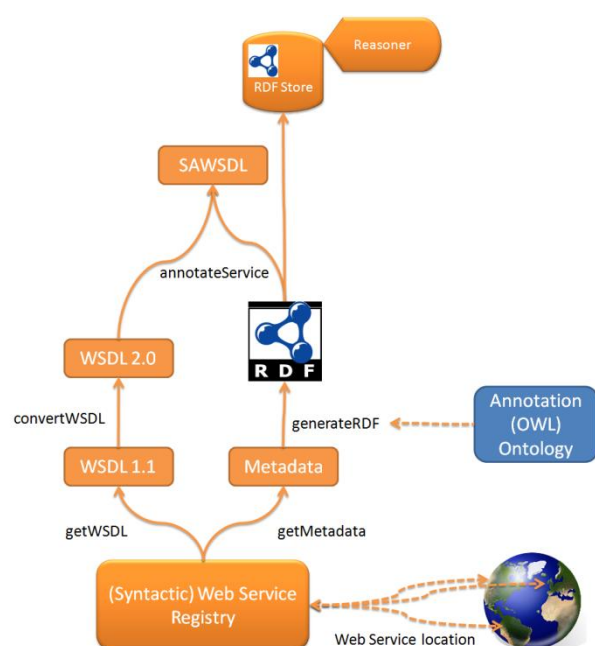 Reasoner
RDF Store
SAWSDL
annotateService
RDF
WSDL 2.0
convertWSDL
generateRDF
Annotation
(OWL)
Ontology
WSDL 1.1
Metadata
getWSDL
getMetadata
(Syntactic) Web Service
Registry
Web Service location